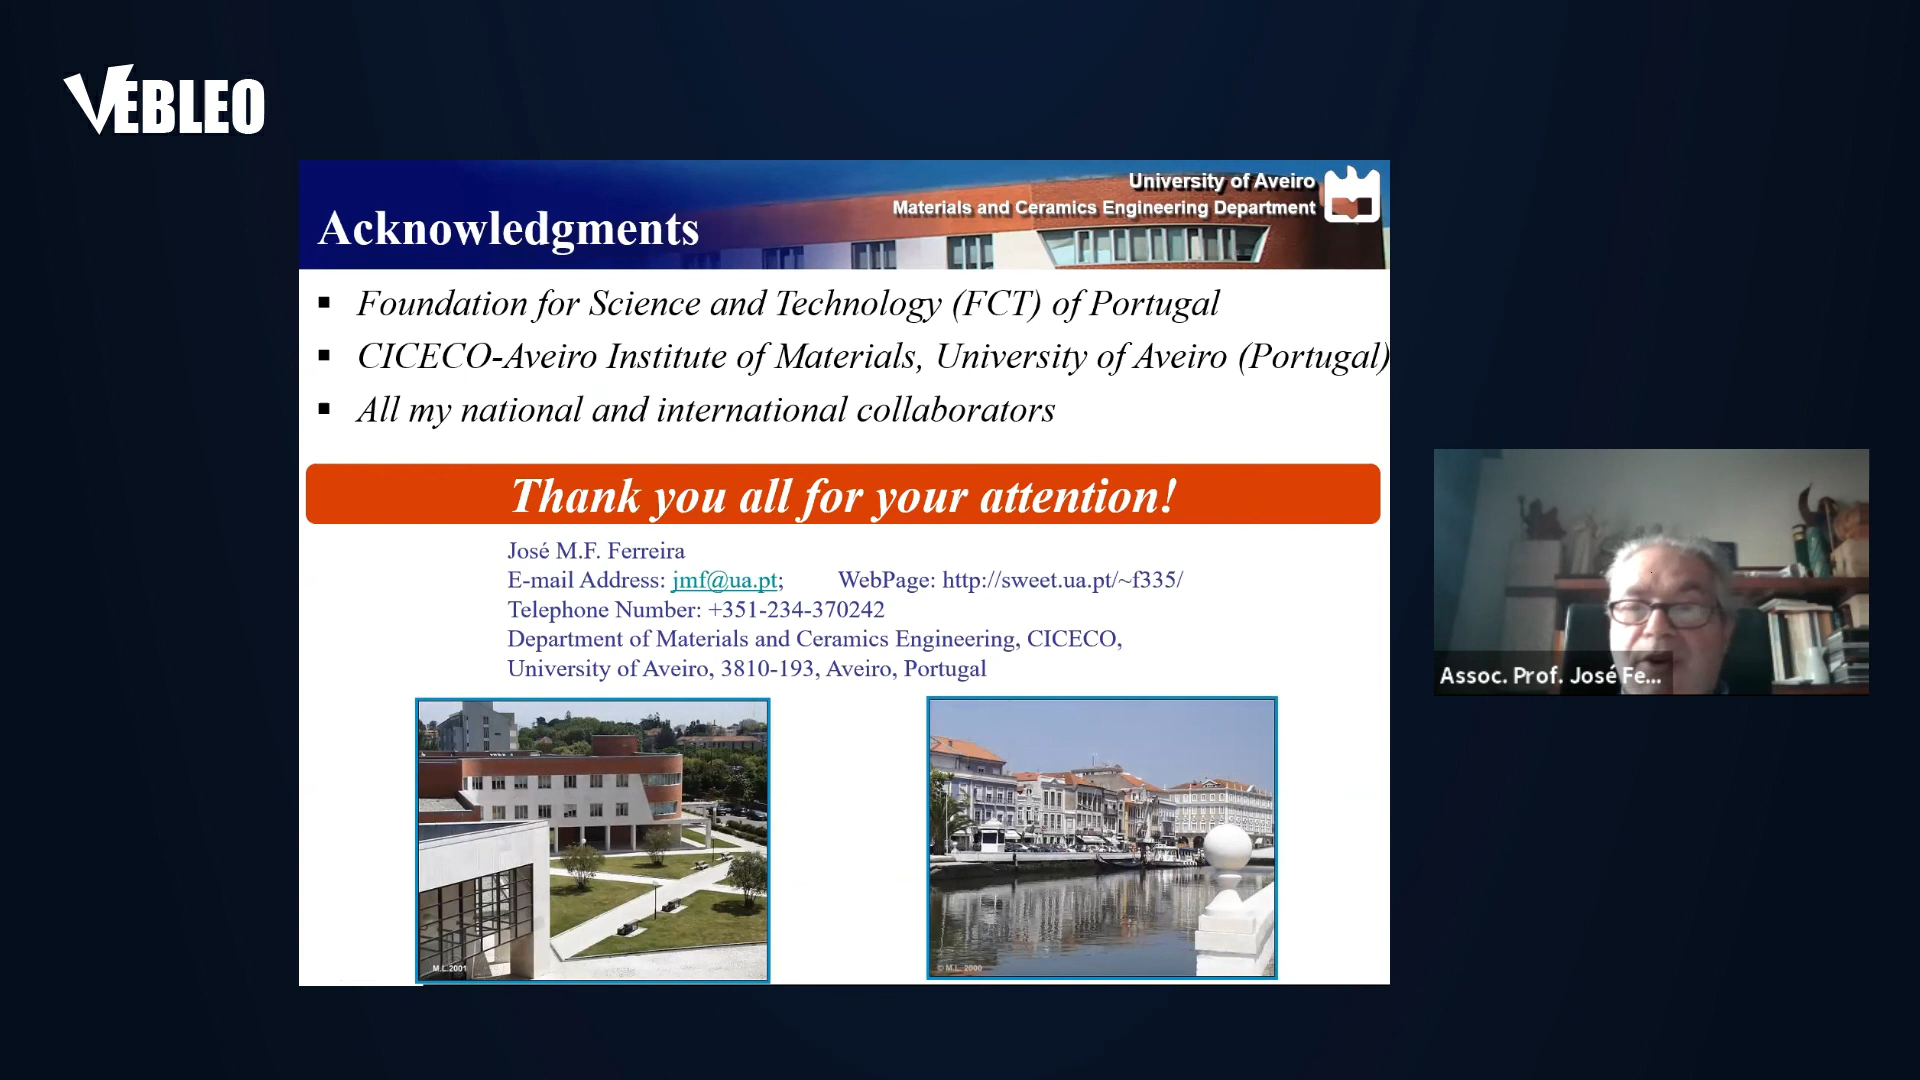 VEBLEO
University of Aveiro
Materials and Ceramics Engineering Department
Acknowledgments
▪ Foundation for Science and Technology (FCT) of Portugal
▪ CICECO-Aveiro Institute of Materials, University of Aveiro (Portugal)
▪ All my national and international collaborators
Thank you all for your attention!
José M.F. Ferreira
E-mail Address: jmf@ua.pt; WebPage: http://sweet.ua.pt/~f335/
Telephone Number: +351-234-370242
Department of Materials and Ceramics Engineering, CICECO,
University of Aveiro, 3810-193, Aveiro, Portugal
M.L.2001
© M.L. 2000
Assoc. Prof. José Fe...